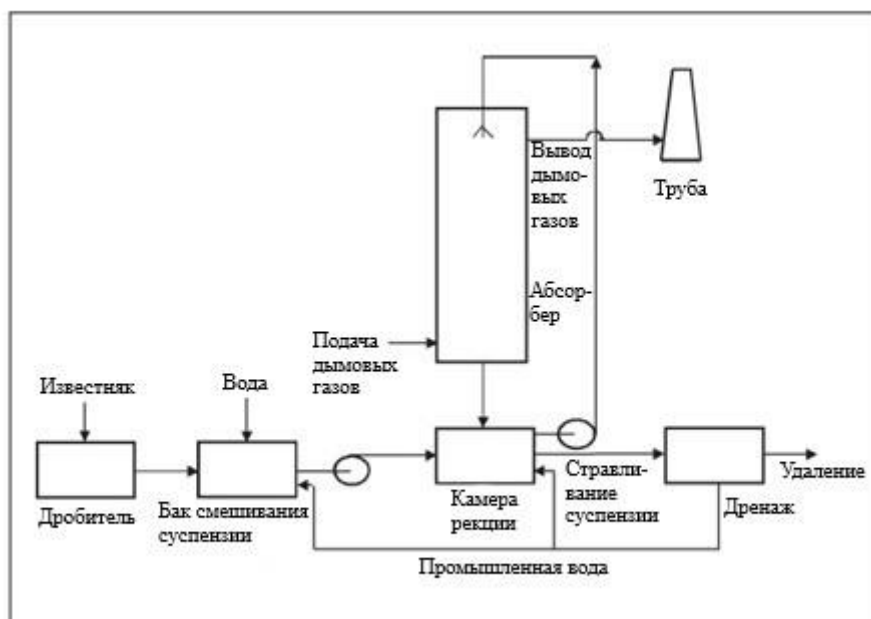 Вывод
дымо-
вых
газов
Труба
Абсор-
бер
Подача
дымовых
газов
Известняк
Вода
Дробитель
Бак смешивания
суспензии
Камера
рекции
Стравли-
вание
суспензии
Дренаж
Удаление
Промышленная вода